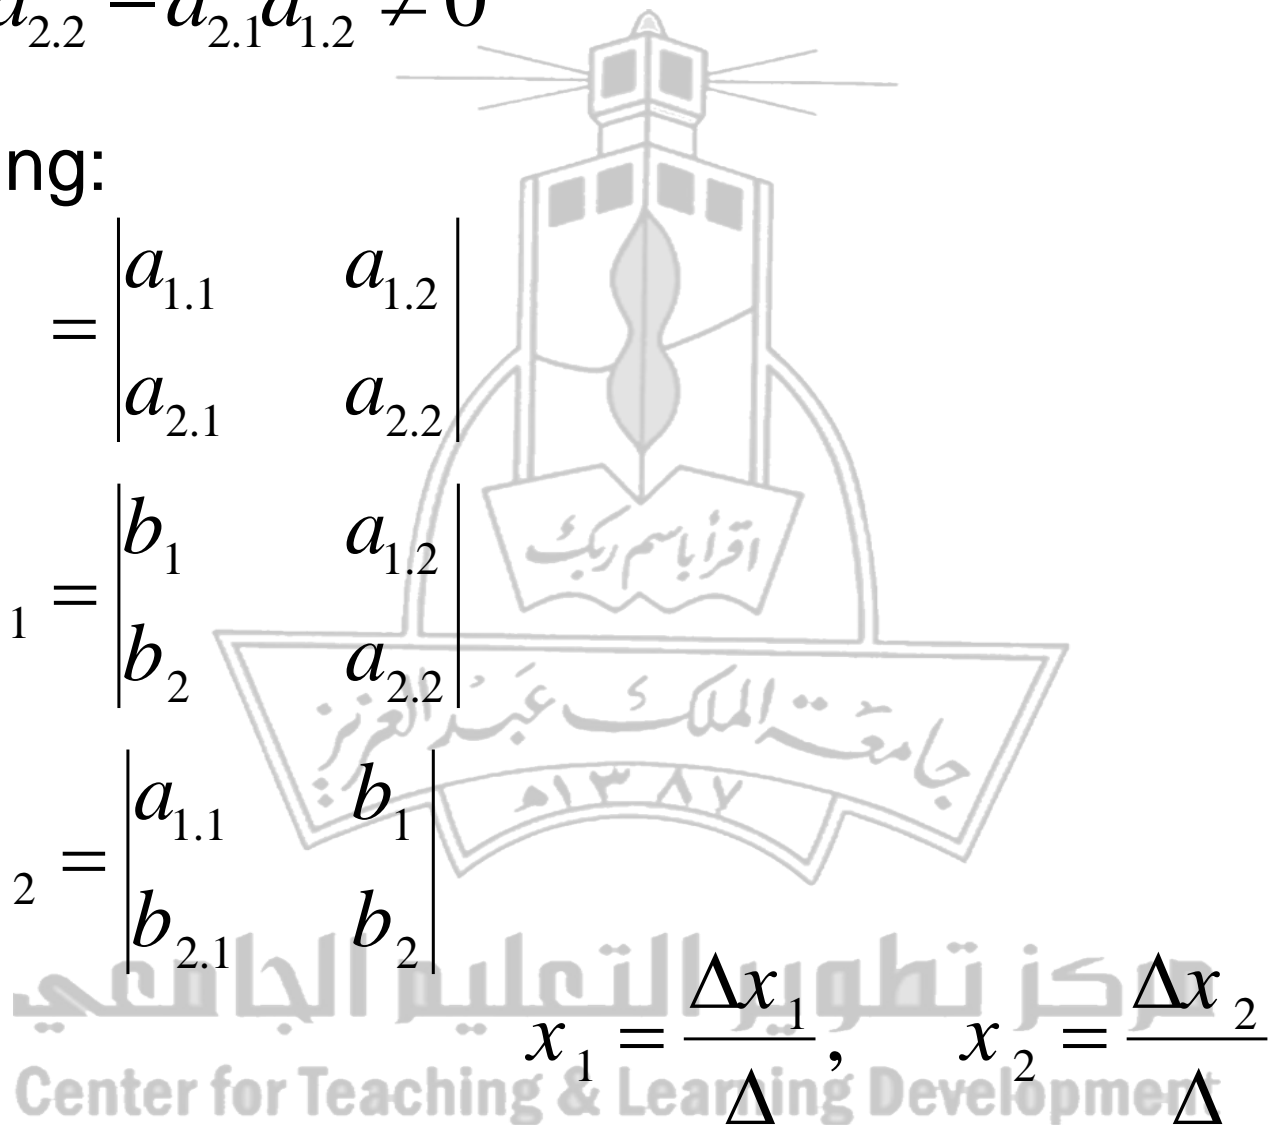 a₂.₂ − a₂.₁a₁.₂ ≠ 0
ng:
= | a₁.₁ a₁.₂ |
| a₂.₁ a₂.₂ |
₁ = | b₁ a₁.₂ |
| b₂ a₂.₂ |
₂ = | a₁.₁ b₁ |
| b₂.₁ b₂ |
x₁ = Δx₁/Δ, x₂ = Δx₂/Δ
اقرأ باسم ربك
جامعة الملك عبد العزيز
١٣٨٧هـ
مركز تطوير التعليم الجامعي
Center for Teaching & Learning Development